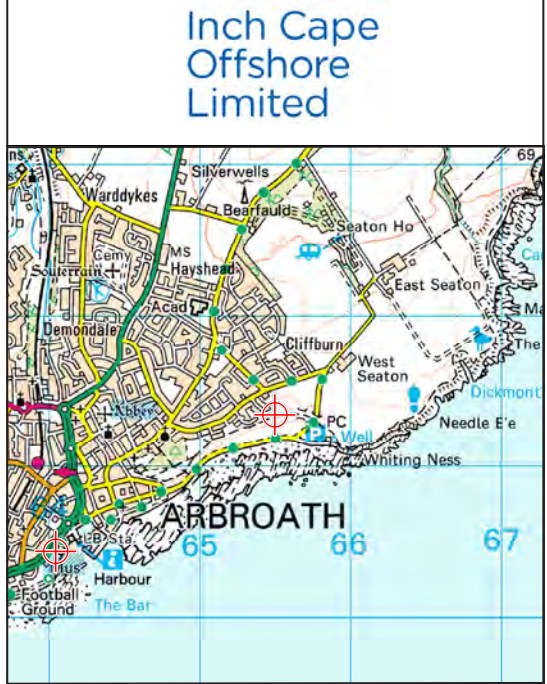 Inch Cape
Offshore
Limited
69
Silverwells
Warddykes
Bearfauld
Seaton Ho
Cemy
MS
Souterrain
Hayshead
East Seaton
Acad
Demondale
Cliffburn
The
West
Seaton
Dickmont
Abbey
PC
Needle E'e
P
Well
Whiting Ness
ARBROATH
LB Sta
65
66
67
i
Harbour
Football
Ground
The Bar